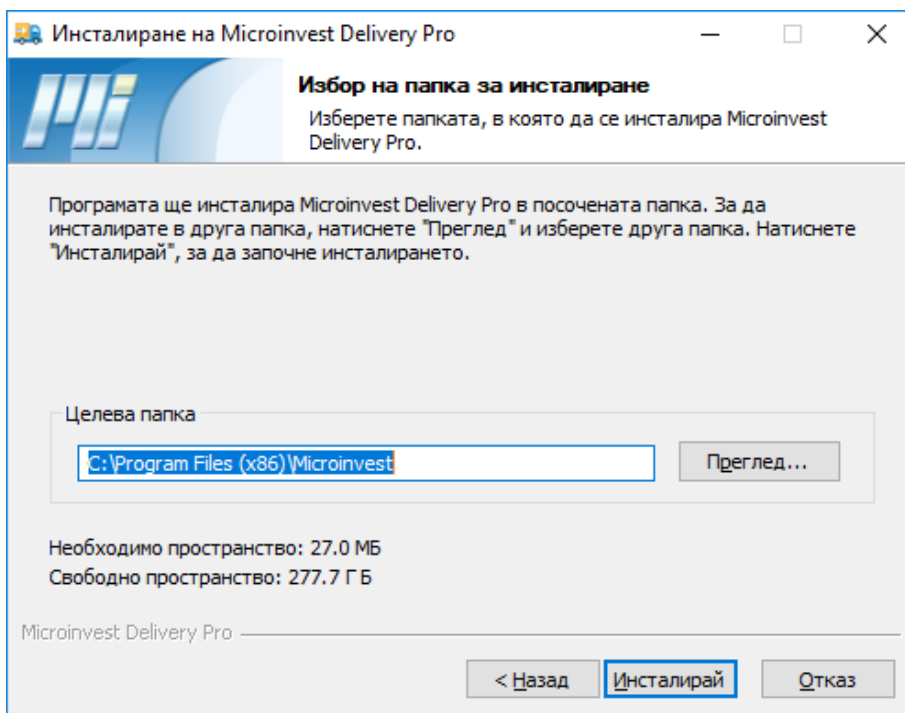 Инсталиране на Microinvest Delivery Pro
Mi
Избор на папка за инсталиране
Изберете папката, в която да се инсталира Microinvest
Delivery Pro.
Програмата ще инсталира Microinvest Delivery Pro в посочената папка. За да
инсталирате в друга папка, натиснете "Преглед" и изберете друга папка. Натиснете
"Инсталирай", за да започне инсталирането.
Целева папка
C:\Program Files (x86)\Microinvest
Преглед...
Необходимо пространство: 27.0 МБ
Свободно пространство: 277.7 ГБ
Microinvest Delivery Pro
< Назад
Инсталирай
Отказ